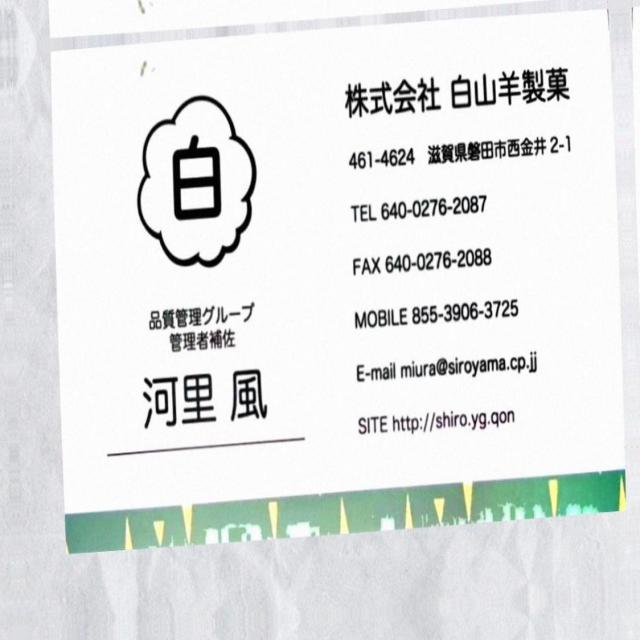 白
品質管理グループ
管理者補佐
河里 風
株式会社 白山羊製菓
461-4624 滋賀県磐田市西金井 2-1
TEL 640-0276-2087
FAX 640-0276-2088
MOBILE 855-3906-3725
E-mail miura@siroyama.cp.jj
SITE http://shiro.yg.qon